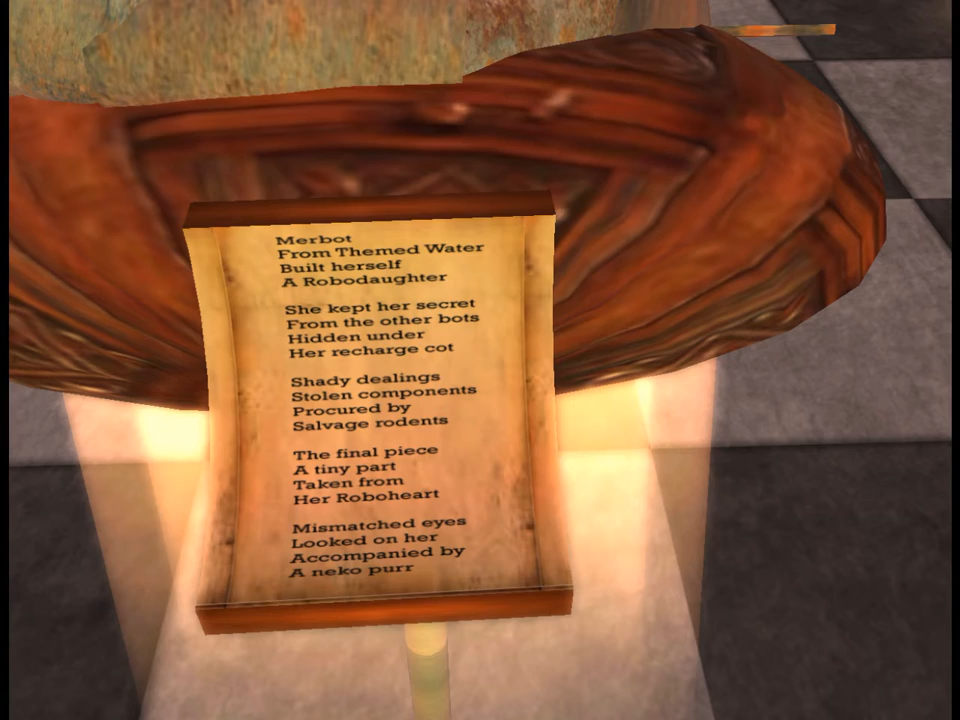 Merbot
From Themed Water
Built herself
A Robodaughter
She kept her secret
From the other bots
Hidden under
Her recharge cot
Shady dealings
Stolen components
Procured by
Salvage rodents
The final piece
A tiny part
Taken from
Her Roboheart
Mismatched eyes
Looked on her
Accompanied by
A neko purr